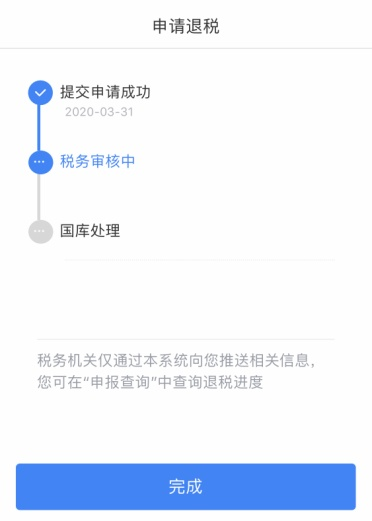 申请退税
提交申请成功
2020-03-31
税务审核中
国库处理
税务机关仅通过本系统向您推送相关信息，
您可在“申报查询”中查询退税进度
完成